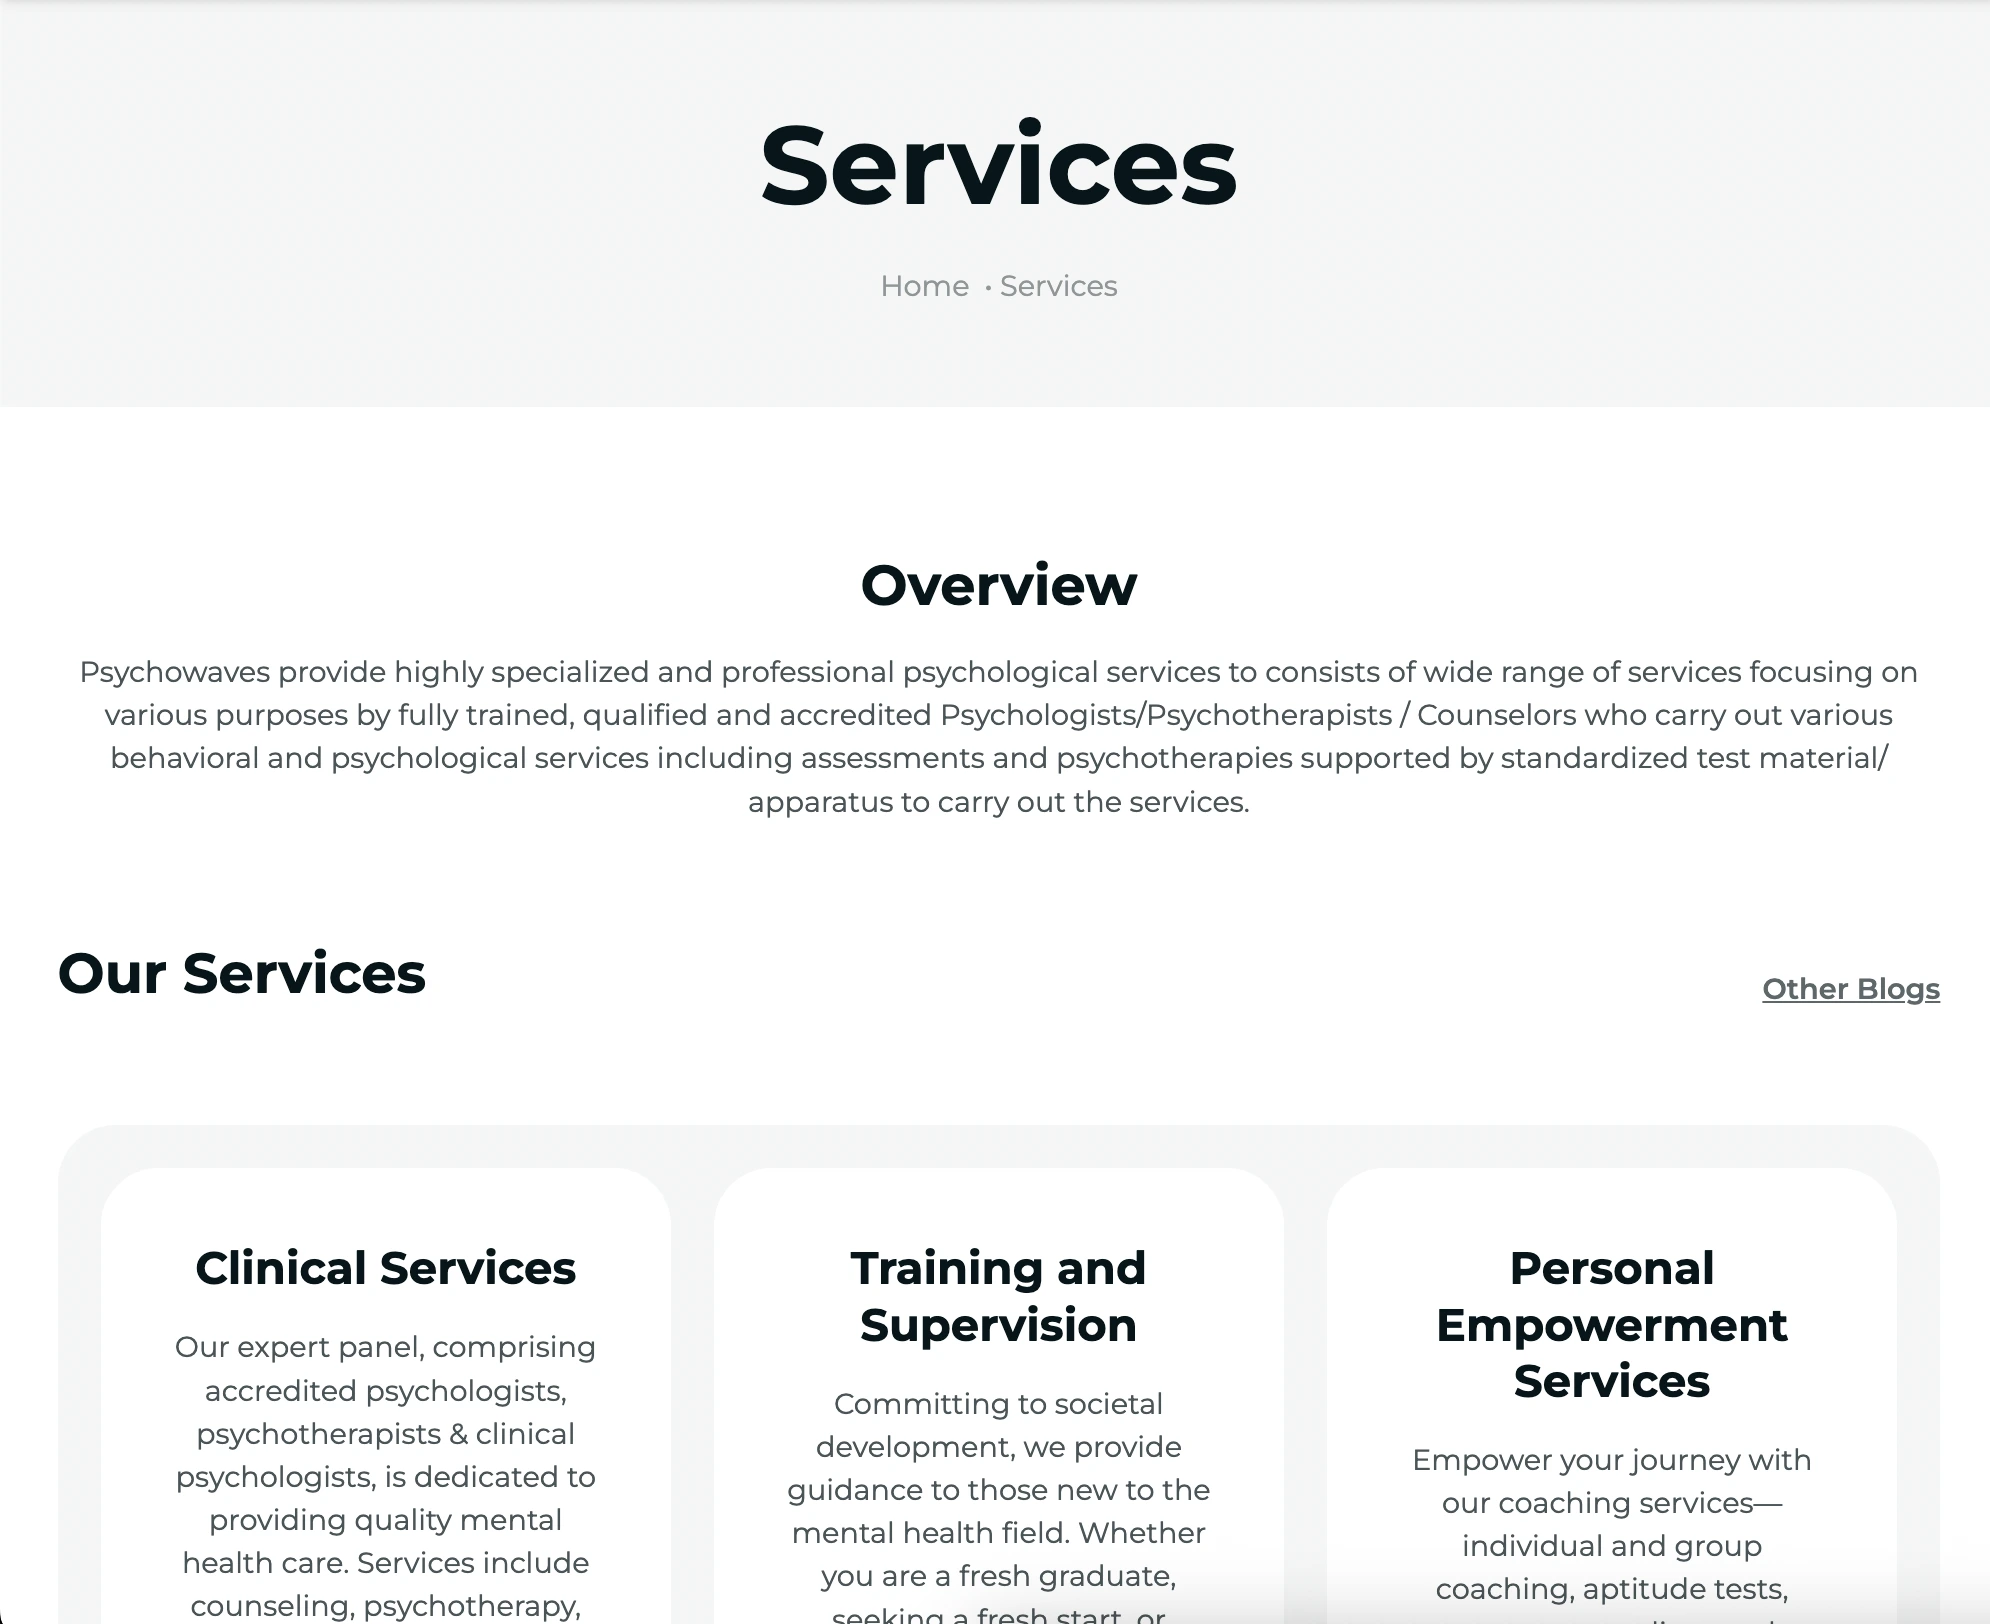 Services
Home • Services
Overview
Psychowaves provide highly specialized and professional psychological services to consists of wide range of services focusing on
various purposes by fully trained, qualified and accredited Psychologists/Psychotherapists / Counselors who carry out various
behavioral and psychological services including assessments and psychotherapies supported by standardized test material/
apparatus to carry out the services.
Our Services
Other Blogs
Clinical Services
Our expert panel, comprising
accredited psychologists,
psychotherapists & clinical
psychologists, is dedicated to
providing quality mental
health care. Services include
counseling, psychotherapy,
Training and
Supervision
Committing to societal
development, we provide
guidance to those new to the
mental health field. Whether
you are a fresh graduate,
seeking a fresh start, or
Personal
Empowerment
Services
Empower your journey with
our coaching services—
individual and group
coaching, aptitude tests,